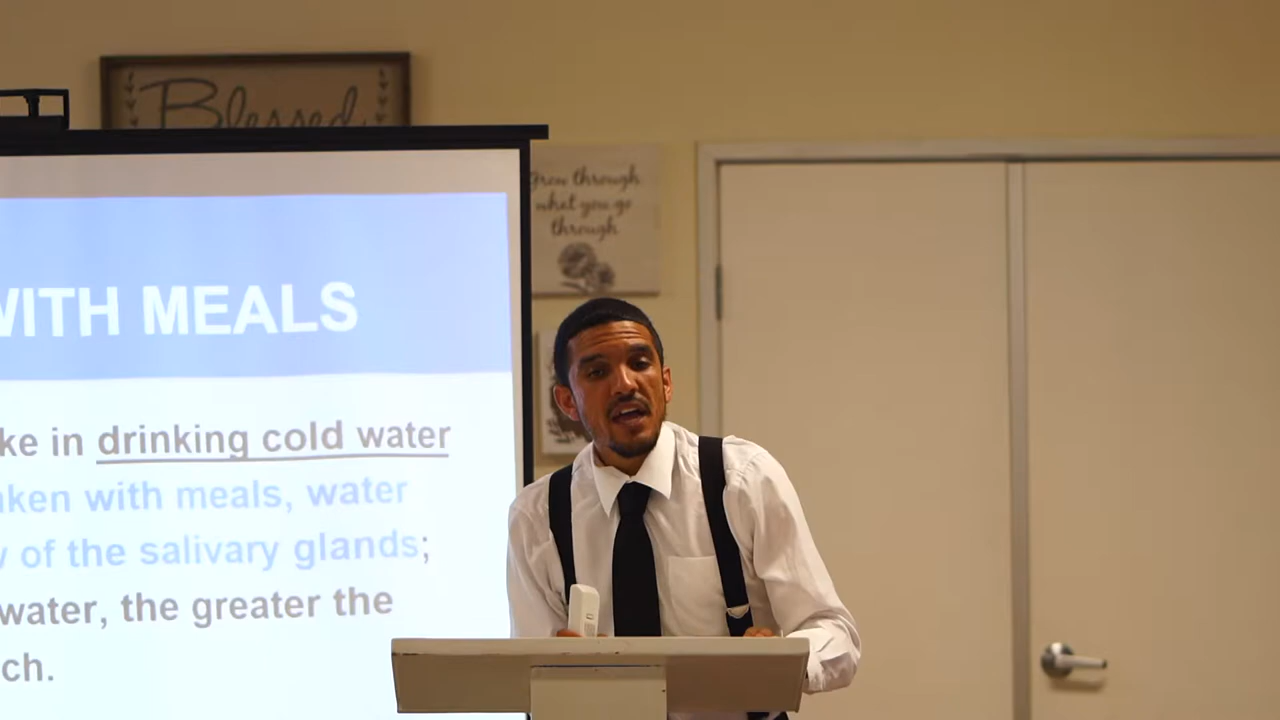 Blessed
Grow through
what you go
through
WITH MEALS
ke in drinking cold water
ken with meals, water
of the salivary glands;
water, the greater the
ch.